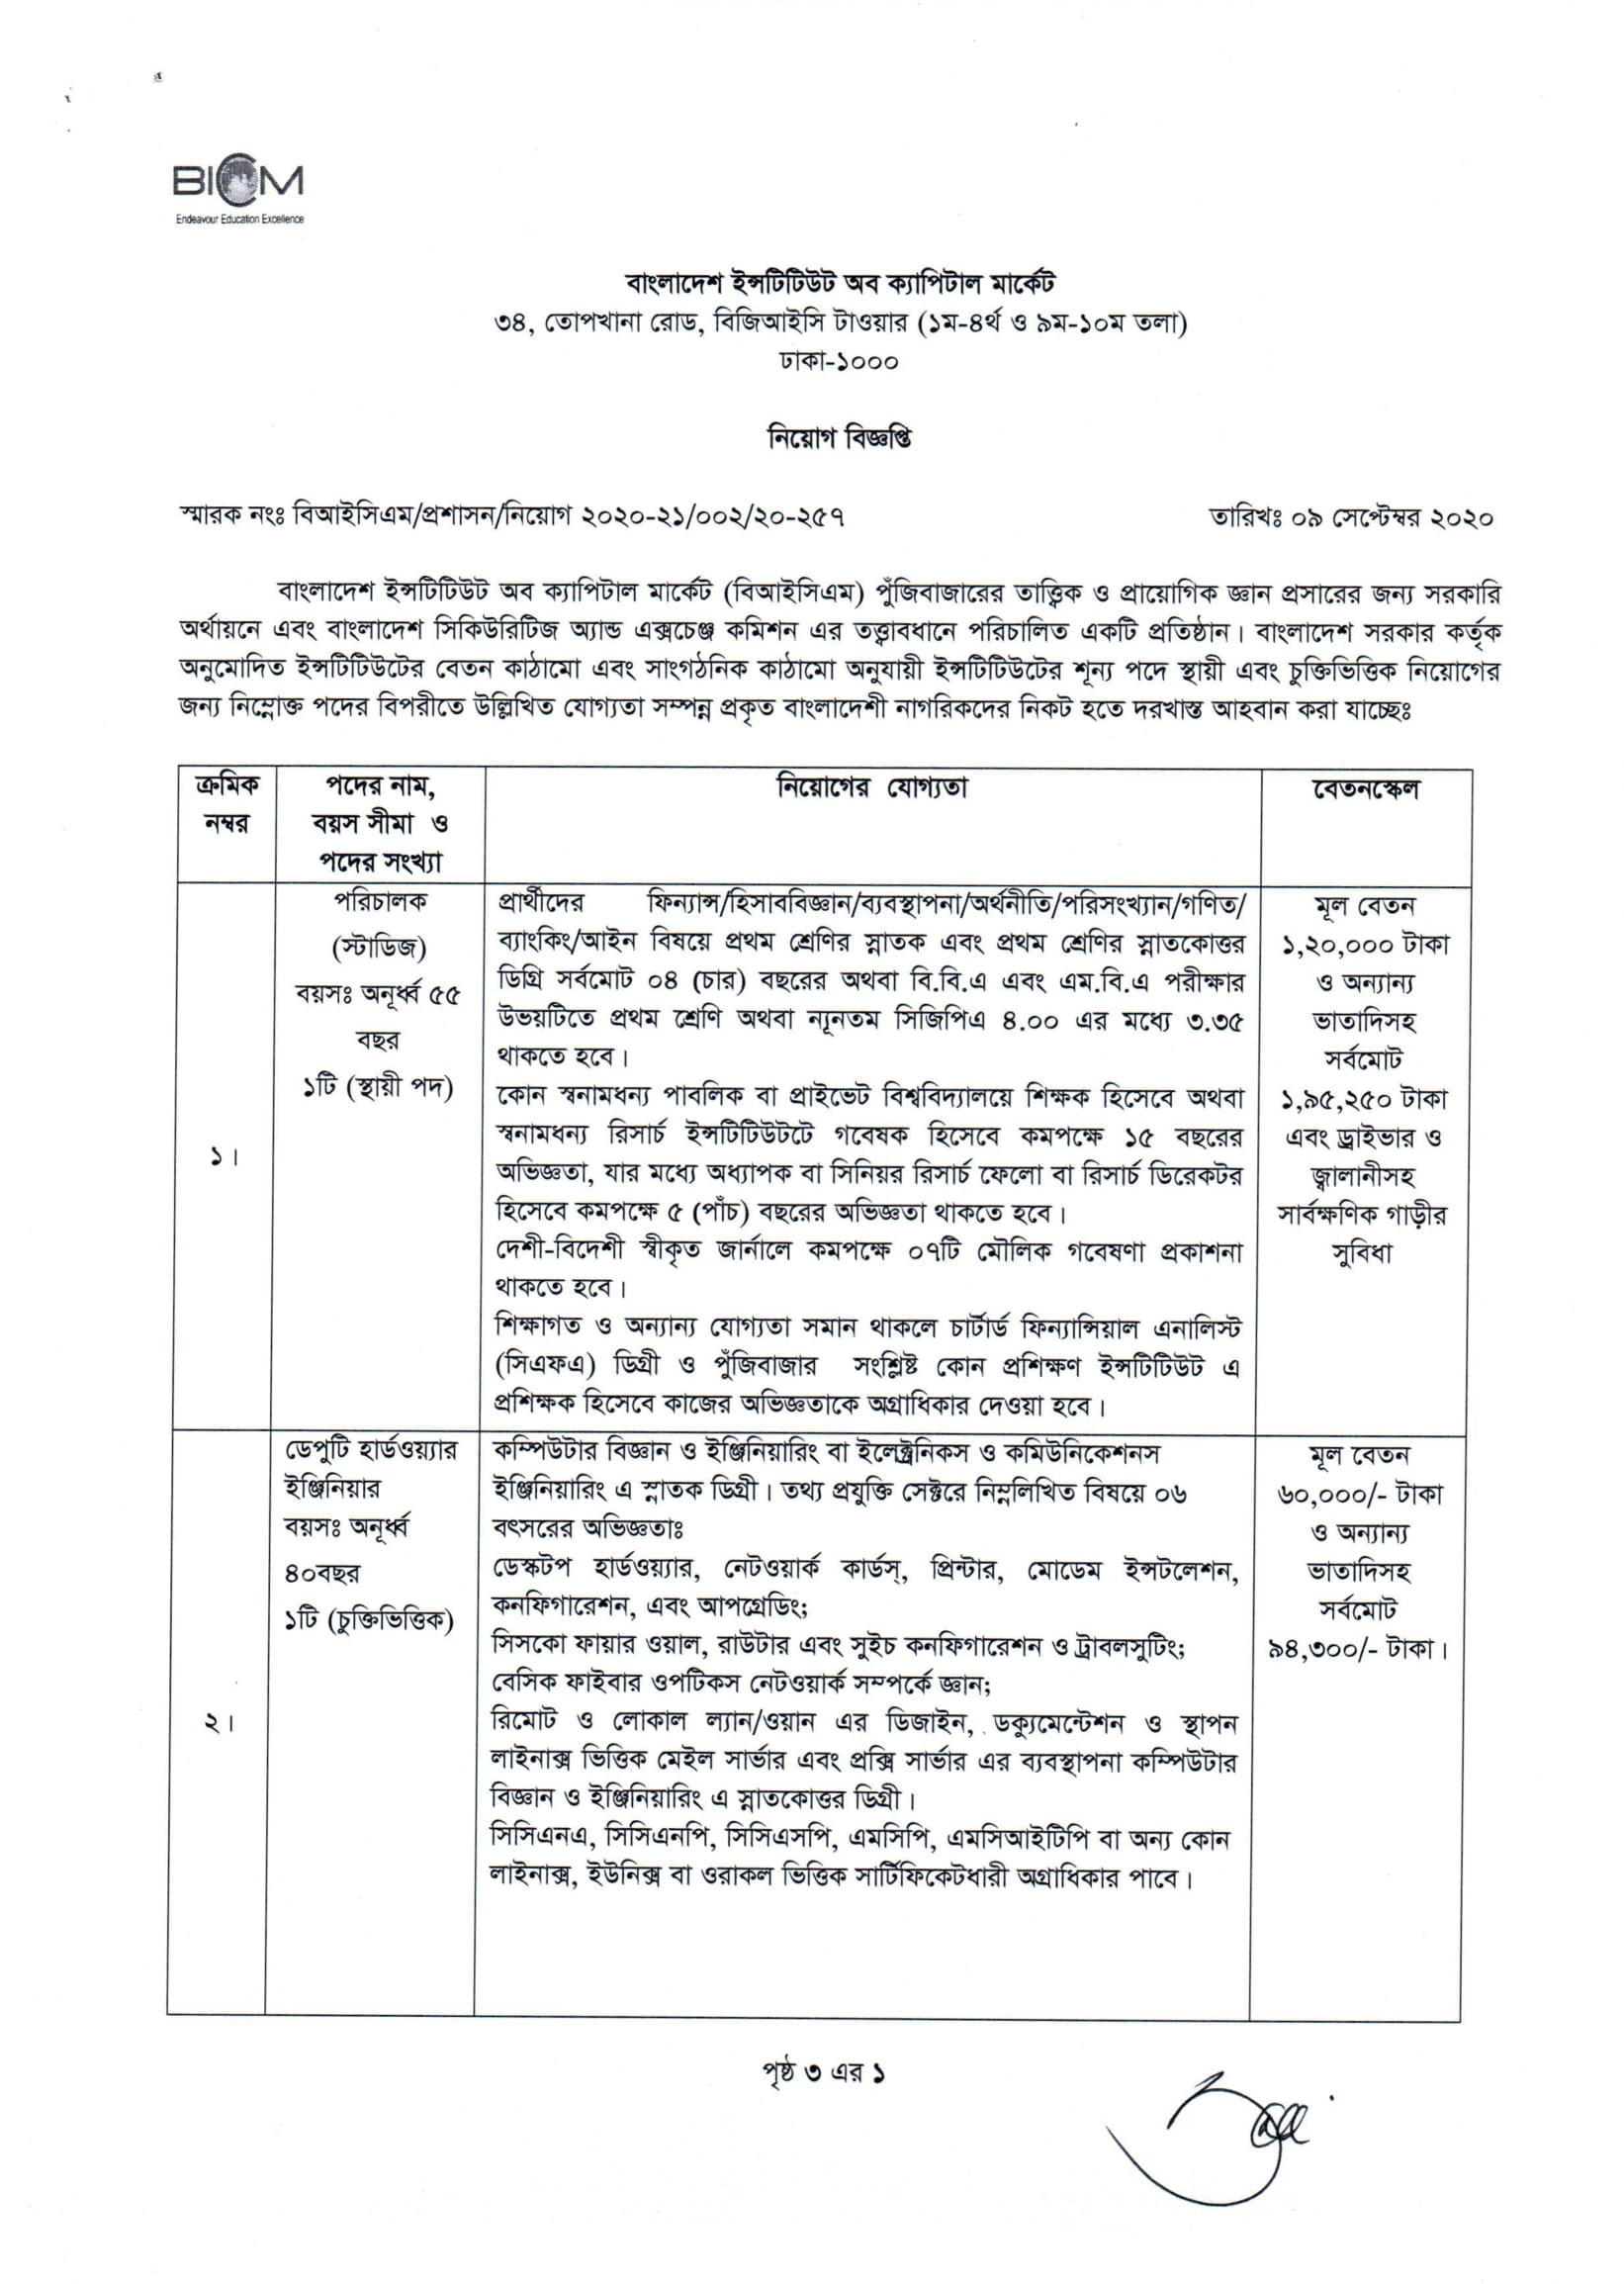 BICM
Endeavour Education Excellence
বাংলাদেশ ইন্সটিটিউট অব ক্যাপিটাল মার্কেট
৩৪, তোপখানা রোড, বিজিআইসি টাওয়ার (১ম-৪র্থ ও ৯ম-১০ম তলা)
ঢাকা-১০০০
নিয়োগ বিজ্ঞপ্তি
স্মারক নংঃ বিআইসিএম/প্রশাসন/নিয়োগ ২০২০-২১/০০২/২০-২৫৭
তারিখঃ ০৯ সেপ্টেম্বর ২০২০
বাংলাদেশ ইন্সটিটিউট অব ক্যাপিটাল মার্কেট (বিআইসিএম) পুঁজিবাজারের তাত্ত্বিক ও প্রায়োগিক জ্ঞান প্রসারের জন্য সরকারি
অর্থায়নে এবং বাংলাদেশ সিকিউরিটিজ অ্যান্ড এক্সচেঞ্জ কমিশন এর তত্ত্বাবধানে পরিচালিত একটি প্রতিষ্ঠান। বাংলাদেশ সরকার কর্তৃক
অনুমোদিত ইন্সটিটিউটের বেতন কাঠামো এবং সাংগঠনিক কাঠামো অনুযায়ী ইন্সটিটিউটের শূন্য পদে স্থায়ী এবং চুক্তিভিত্তিক নিয়োগের
জন্য নিম্নোক্ত পদের বিপরীতে উল্লিখিত যোগ্যতা সম্পন্ন প্রকৃত বাংলাদেশী নাগরিকদের নিকট হতে দরখাস্ত আহবান করা যাচ্ছেঃ
ক্রমিক
নম্বর
পদের নাম,
বয়স সীমা ও
পদের সংখ্যা
নিয়োগের যোগ্যতা
বেতনস্কেল
১।
পরিচালক
(স্টাডিজ)
বয়সঃ অনূর্ধ্ব ৫৫
বছর
১টি (স্থায়ী পদ)
প্রার্থীদের ফিন্যান্স/হিসাববিজ্ঞান/ব্যবস্থাপনা/অর্থনীতি/পরিসংখ্যান/গণিত/
ব্যাংকিং/আইন বিষয়ে প্রথম শ্রেণির স্নাতক এবং প্রথম শ্রেণির স্নাতকোত্তর
ডিগ্রি সর্বমোট ০৪ (চার) বছরের অথবা বি.বি.এ এবং এম.বি.এ পরীক্ষার
উভয়টিতে প্রথম শ্রেণি অথবা ন্যূনতম সিজিপিএ ৪.০০ এর মধ্যে ৩.৩৫
থাকতে হবে।
কোন স্বনামধন্য পাবলিক বা প্রাইভেট বিশ্ববিদ্যালয়ে শিক্ষক হিসেবে অথবা
স্বনামধন্য রিসার্চ ইন্সটিটিউটটে গবেষক হিসেবে কমপক্ষে ১৫ বছরের
অভিজ্ঞতা, যার মধ্যে অধ্যাপক বা সিনিয়র রিসার্চ ফেলো বা রিসার্চ ডিরেকটর
হিসেবে কমপক্ষে ৫ (পাঁচ) বছরের অভিজ্ঞতা থাকতে হবে।
দেশী-বিদেশী স্বীকৃত জার্নালে কমপক্ষে ০৭টি মৌলিক গবেষণা প্রকাশনা
থাকতে হবে।
শিক্ষাগত ও অন্যান্য যোগ্যতা সমান থাকলে চার্টার্ড ফিন্যান্সিয়াল এনালিস্ট
(সিএফএ) ডিগ্রী ও পুঁজিবাজার সংশ্লিষ্ট কোন প্রশিক্ষণ ইন্সটিটিউট এ
প্রশিক্ষক হিসেবে কাজের অভিজ্ঞতাকে অগ্রাধিকার দেওয়া হবে।
মূল বেতন
১,২০,০০০ টাকা
ও অন্যান্য
ভাতাদিসহ
সর্বমোট
১,৯৫,২৫০ টাকা
এবং ড্রাইভার ও
জ্বালানীসহ
সার্বক্ষণিক গাড়ীর
সুবিধা
২।
ডেপুটি হার্ডওয়্যার
ইঞ্জিনিয়ার
বয়সঃ অনূর্ধ্ব
৪০বছর
১টি (চুক্তিভিত্তিক)
কম্পিউটার বিজ্ঞান ও ইঞ্জিনিয়ারিং বা ইলেক্ট্রনিকস ও কমিউনিকেশনস
ইঞ্জিনিয়ারিং এ স্নাতক ডিগ্রী। তথ্য প্রযুক্তি সেক্টরে নিম্নলিখিত বিষয়ে ০৬
বৎসরের অভিজ্ঞতাঃ
ডেস্কটপ হার্ডওয়্যার, নেটওয়ার্ক কার্ডস্, প্রিন্টার, মোডেম ইন্সটলেশন,
কনফিগারেশন, এবং আপগ্রেডিং;
সিসকো ফায়ার ওয়াল, রাউটার এবং সুইচ কনফিগারেশন ও ট্রাবলসুটিং;
বেসিক ফাইবার ওপটিকস নেটওয়ার্ক সম্পর্কে জ্ঞান;
রিমোট ও লোকাল ল্যান/ওয়ান এর ডিজাইন, ডক্যুমেন্টেশন ও স্থাপন
লাইনাক্স ভিত্তিক মেইল সার্ভার এবং প্রক্সি সার্ভার এর ব্যবস্থাপনা কম্পিউটার
বিজ্ঞান ও ইঞ্জিনিয়ারিং এ স্নাতকোত্তর ডিগ্রী।
সিসিএনএ, সিসিএনপি, সিসিএসপি, এমসিপি, এমসিআইটিপি বা অন্য কোন
লাইনাক্স, ইউনিক্স বা ওরাকল ভিত্তিক সার্টিফিকেটধারী অগ্রাধিকার পাবে।
মূল বেতন
৬০,০০০/- টাকা
ও অন্যান্য
ভাতাদিসহ
সর্বমোট
৯৪,৩০০/- টাকা।
পৃষ্ঠ ৩ এর ১